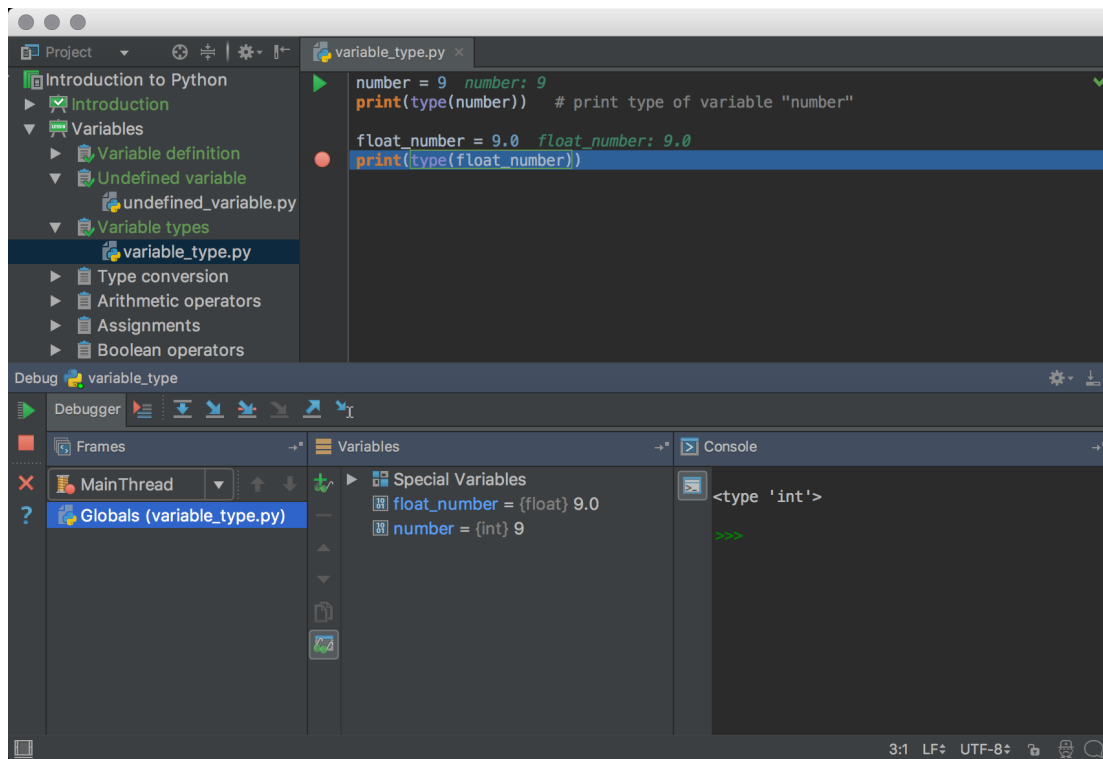 Project
variable_type.py ×
Introduction to Python
Introduction
Variables
Variable definition
Undefined variable
undefined_variable.py
Variable types
variable_type.py
Type conversion
Arithmetic operators
Assignments
Boolean operators
number = 9  number: 9
print(type(number))   # print type of variable "number"
float_number = 9.0  float_number: 9.0
print(type(float_number))
Debug variable_type
Debugger
Frames
MainThread
Globals (variable_type.py)
Variables
Special Variables
float_number = {float} 9.0
number = {int} 9
Console
<type 'int'>
>>>
3:1 LF÷ UTF-8÷